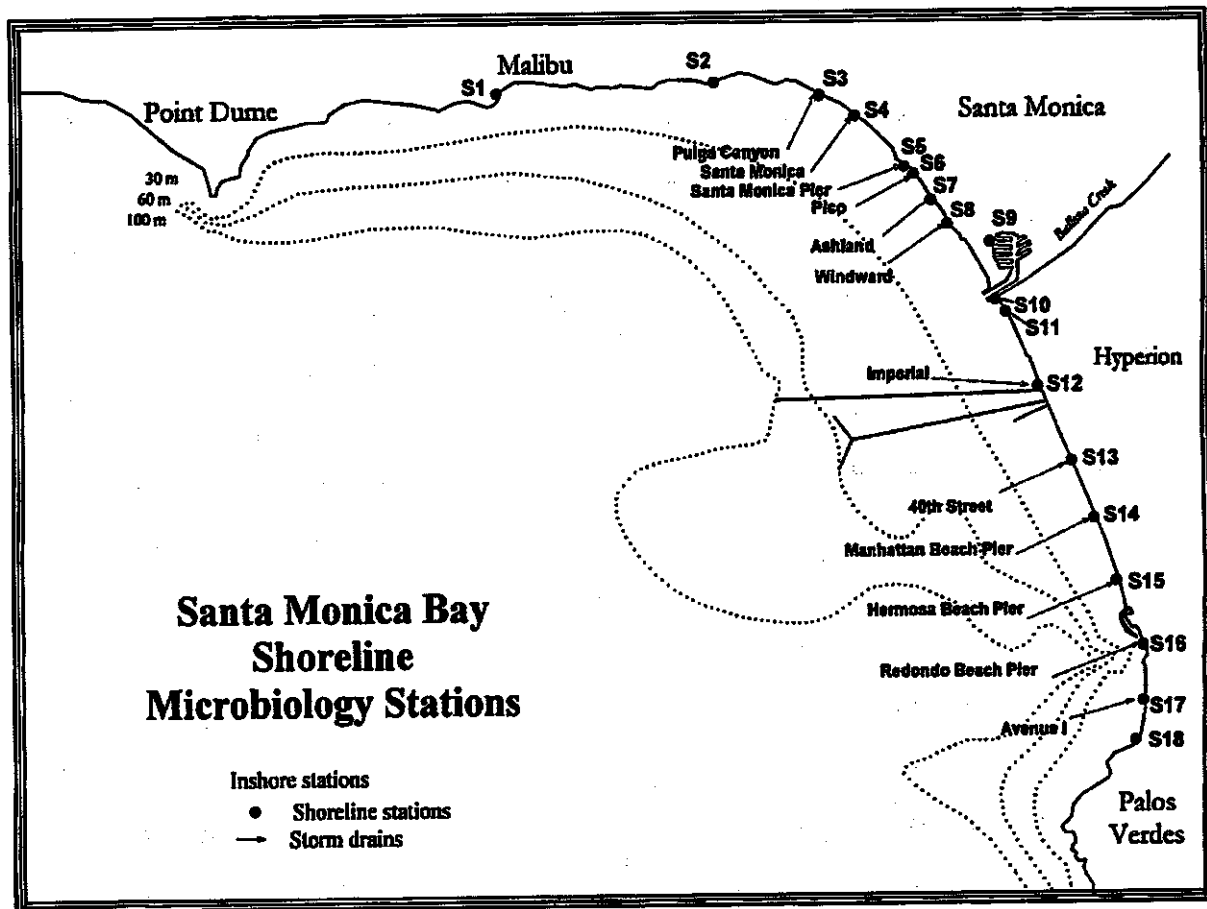 Malibu
S1
S2
S3
S4
Point Dume
Santa Monica
30 m
60 m
100 m
Pulga Canyon
Santa Monica
Santa Monica Pier
Pico
S5
S6
S7
S8
S9
Ashland
Windward
Ballona Creek
S10
S11
Hyperion
Imperial
S12
S13
40th Street
S14
Manhattan Beach Pier
S15
Hermosa Beach Pier
S16
Redondo Beach Pier
S17
Avenue I
S18
Palos
Verdes
Santa Monica Bay
Shoreline
Microbiology Stations
Inshore stations
Shoreline stations
Storm drains